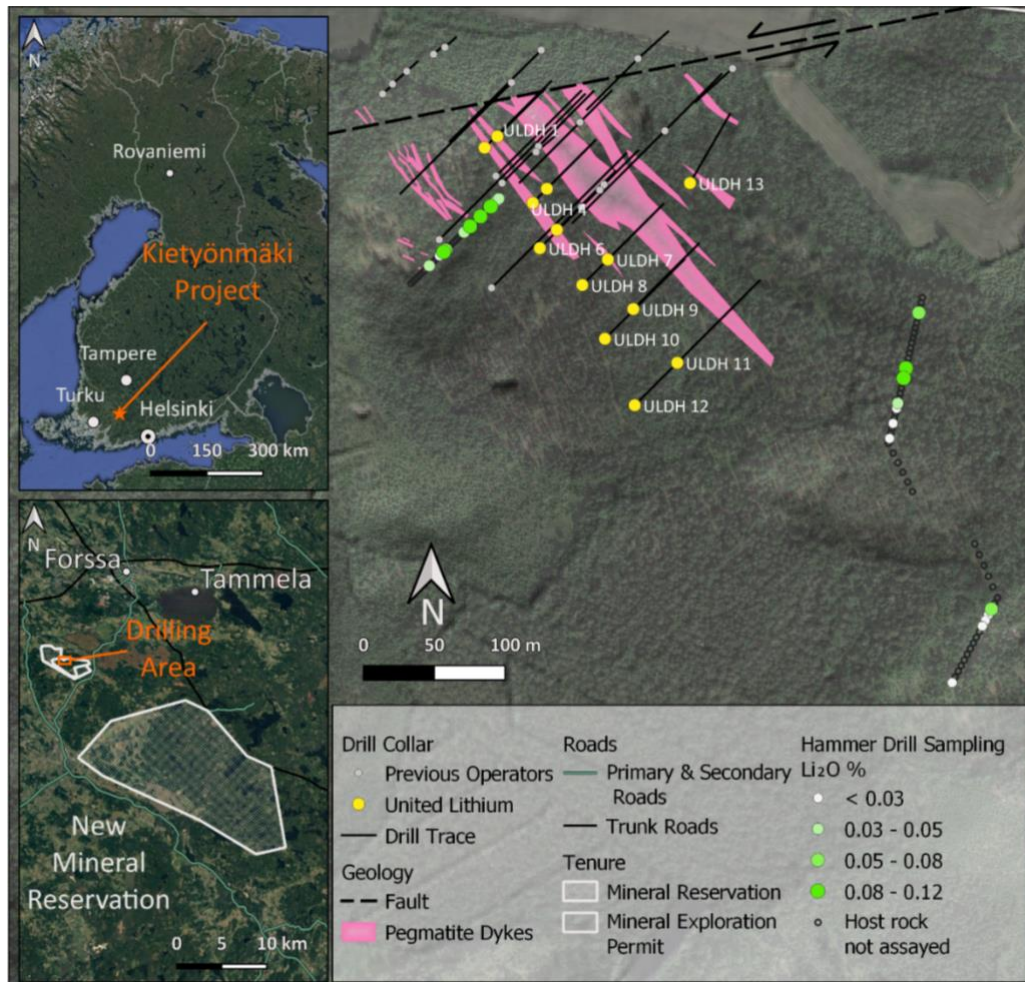 N
Rovaniemi
Kietyönmäki
Project
Tampere
Turku
Helsinki
0 150 300 km
N
Forssa
Tammela
Drilling
Area
New
Mineral
Reservation
0 5 10 km
ULDH 1
ULDH 13
ULDH 4
ULDH 6
ULDH 7
ULDH 8
ULDH 9
ULDH 10
ULDH 11
ULDH 12
N
0 50 100 m
Drill Collar
Previous Operators
United Lithium
Drill Trace
Geology
Fault
Pegmatite Dykes
Roads
Primary & Secondary
Roads
Trunk Roads
Tenure
Mineral Reservation
Mineral Exploration
Permit
Hammer Drill Sampling
Li₂O %
< 0.03
0.03 - 0.05
0.05 - 0.08
0.08 - 0.12
Host rock
not assayed